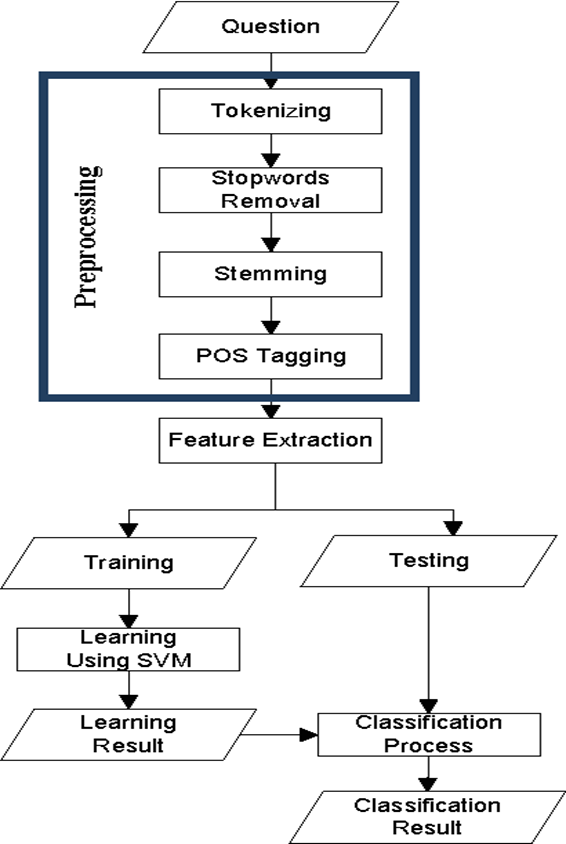 Question
Preprocessing
Tokenizing
Stopwords
Removal
Stemming
POS Tagging
Feature Extraction
Training
Testing
Learning
Using SVM
Learning
Result
Classification
Process
Classification
Result